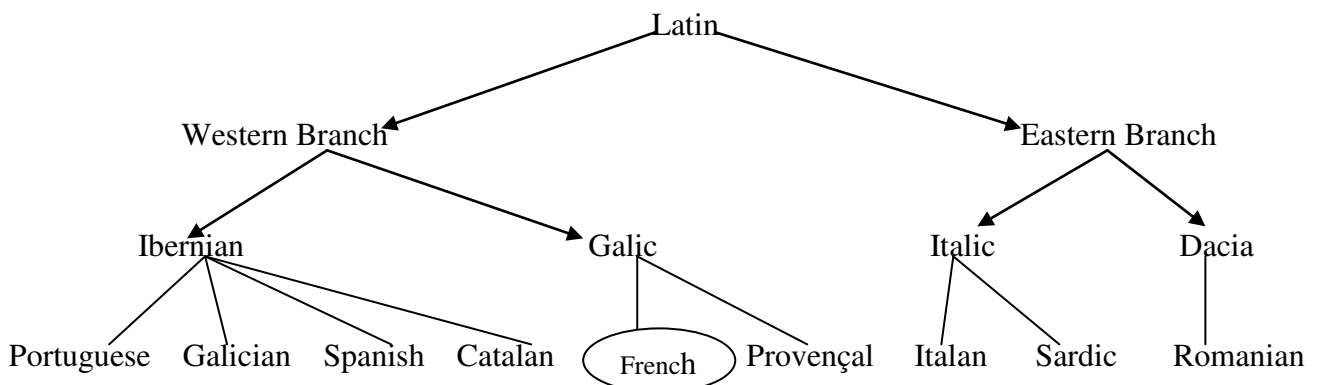 Latin
Western Branch Eastern Branch
Ibernian Galic Italic Dacia
Portuguese Galician Spanish Catalan French Provençal Italan Sardic Romanian